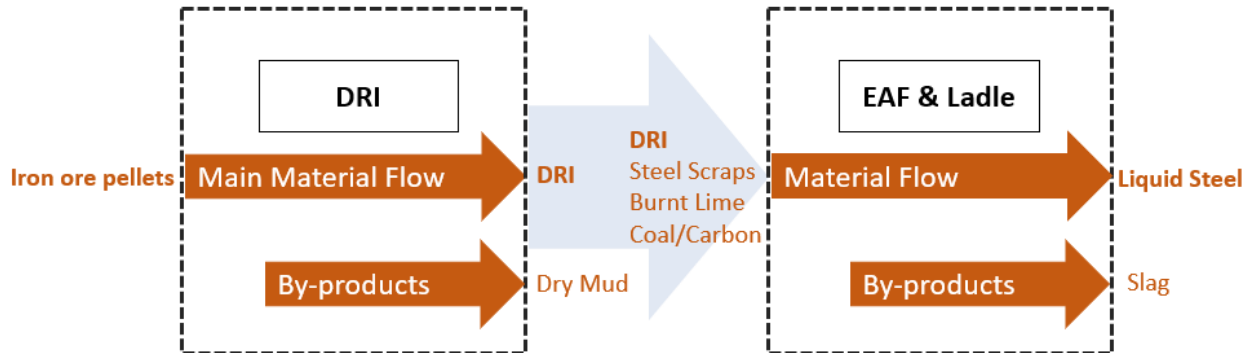 DRI
EAF & Ladle
Iron ore pellets
Main Material Flow
DRI
DRI
Steel Scraps
Burnt Lime
Coal/Carbon
Material Flow
Liquid Steel
By-products
Dry Mud
By-products
Slag